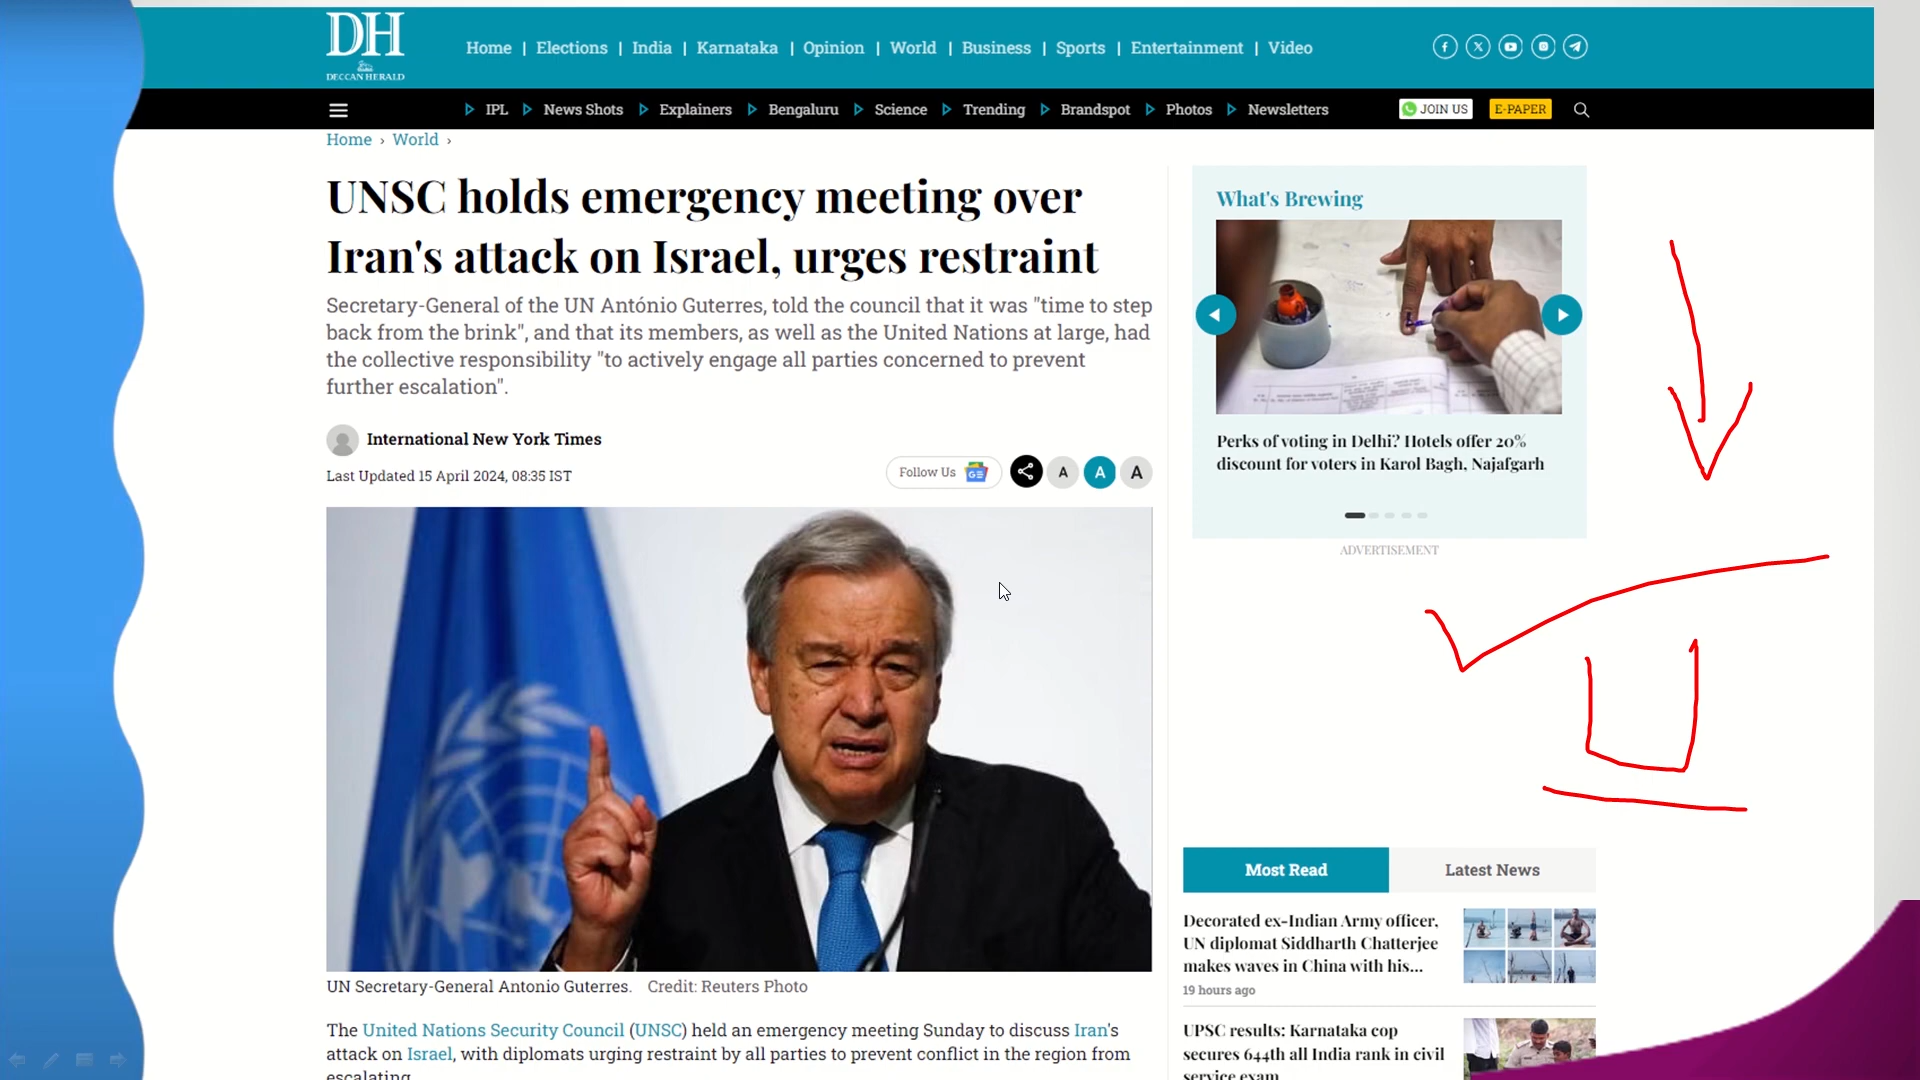 DH
DECCAN HERALD
Home | Elections | India | Karnataka | Opinion | World | Business | Sports | Entertainment | Video
IPL News Shots Explainers Bengaluru Science Trending Brandspot Photos Newsletters
JOIN US
E-PAPER
Home › World ›
UNSC holds emergency meeting over
Iran's attack on Israel, urges restraint
Secretary-General of the UN António Guterres, told the council that it was "time to step
back from the brink", and that its members, as well as the United Nations at large, had
the collective responsibility "to actively engage all parties concerned to prevent
further escalation".
International New York Times
Last Updated 15 April 2024, 08:35 IST
Follow Us
A A A
UN Secretary-General Antonio Guterres. Credit: Reuters Photo
The United Nations Security Council (UNSC) held an emergency meeting Sunday to discuss Iran's
attack on Israel, with diplomats urging restraint by all parties to prevent conflict in the region from
escalating.
What's Brewing
Perks of voting in Delhi? Hotels offer 20%
discount for voters in Karol Bagh, Najafgarh
ADVERTISEMENT
Most Read
Latest News
Decorated ex-Indian Army officer,
UN diplomat Siddharth Chatterjee
makes waves in China with his...
19 hours ago
UPSC results: Karnataka cop
secures 644th all India rank in civil
service exam